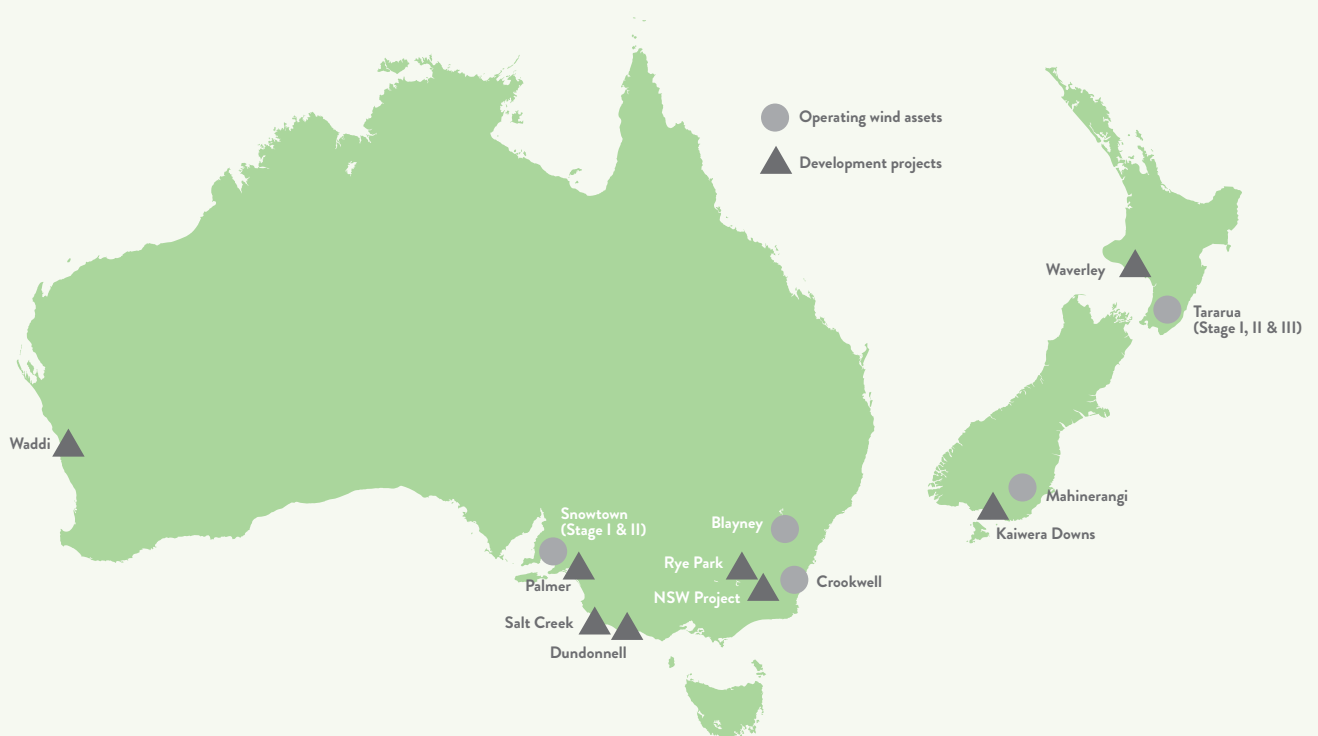 Operating wind assets
Development projects
Waverley
Tararua
(Stage I, II & III)
Waddi
Mahinerangi
Kaiwera Downs
Snowtown
(Stage I & II)
Blayney
Rye Park
Palmer
Crookwell
NSW Project
Salt Creek
Dundonnell